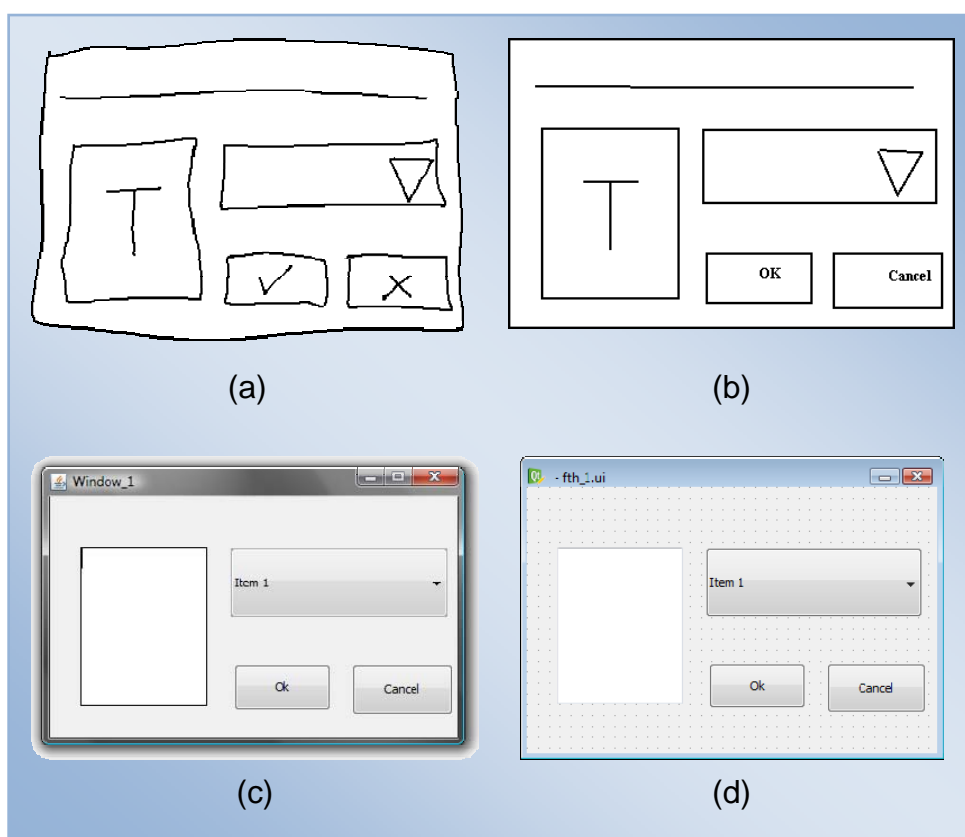 T
OK
Cancel
T
(a)
(b)
Window_1
- fth_1.ui
Item 1
Item 1
Ok
Cancel
Ok
Cancel
(c)
(d)